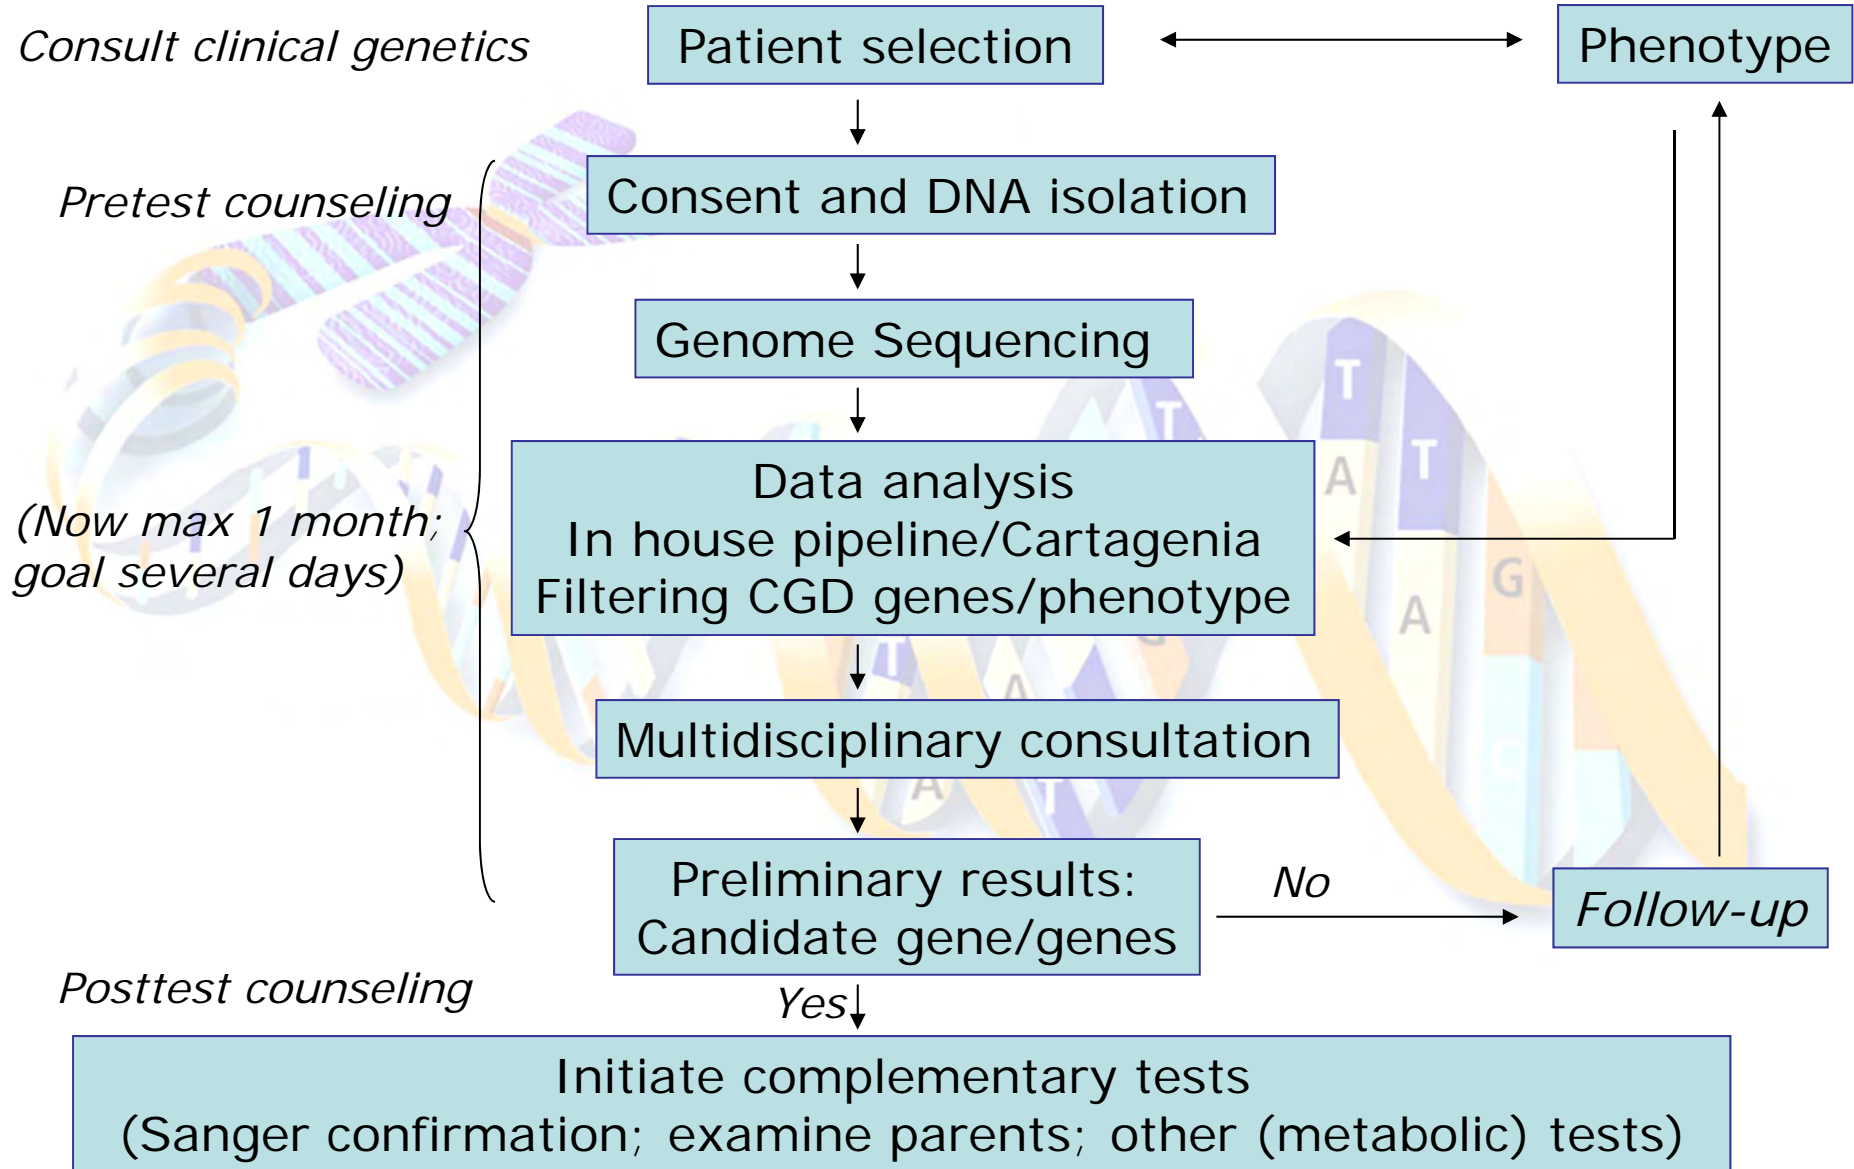 Consult clinical genetics
Patient selection
Phenotype
Pretest counseling
Consent and DNA isolation
Genome Sequencing
(Now max 1 month;
goal several days)
Data analysis
In house pipeline/Cartagenia
Filtering CGD genes/phenotype
Multidisciplinary consultation
Preliminary results:
Candidate gene/genes
No
Follow-up
Posttest counseling
Yes
Initiate complementary tests
(Sanger confirmation; examine parents; other (metabolic) tests)
T
T
T
A
A
G
G
T
A
C
A
T